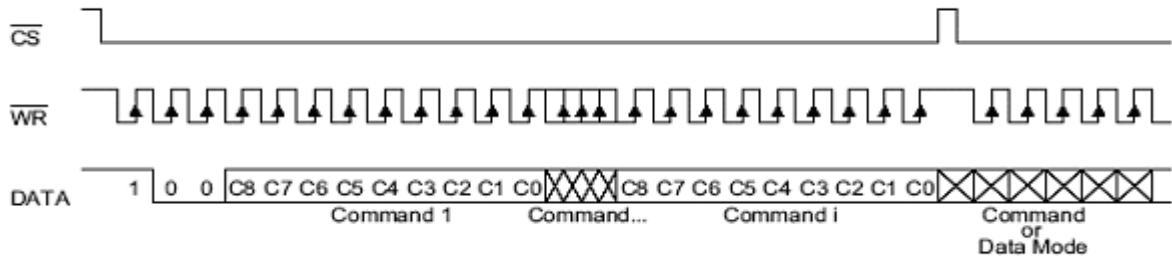 CS
WR
DATA 1 0 0 C8 C7 C6 C5 C4 C3 C2 C1 C0 C8 C7 C6 C5 C4 C3 C2 C1 C0
Command 1 Command... Command i Command
or
Data Mode